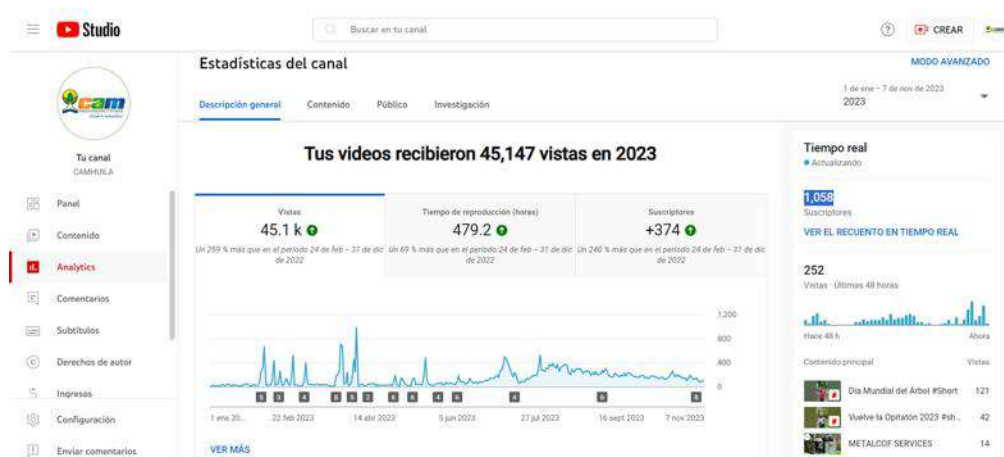 Studio
Buscar en tu canal
CREAR
cam
Tu canal
CAMHUILA
Panel
Contenido
Analytics
Comentarios
Subtítulos
Derechos de autor
Ingresos
Configuración
Enviar comentarios
Estadísticas del canal
MODO AVANZADO
Descripción general
Contenido
Público
Investigación
1 de ene – 7 de nov de 2023
2023
Tus videos recibieron 45,147 vistas en 2023
Vistas
45.1 k
Un 259 % más que en el periodo 24 de feb – 31 de dic
de 2022
Tiempo de reproducción (horas)
479.2
Un 69 % más que en el periodo 24 de feb – 31 de dic
de 2022
Suscriptores
+374
Un 240 % más que en el periodo 24 de feb – 31 de dic
de 2022
1,200
800
400
0
1 ene 20...
22 feb 2023
14 abr 2023
5 jun 2023
27 jul 2023
16 sept 2023
7 nov 2023
VER MÁS
Tiempo real
Actualizando
1,058
Suscriptores
VER EL RECUENTO EN TIEMPO REAL
252
Vistas · Últimas 48 horas
Hace 48 h
Ahora
Contenido principal
Vistas
Dia Mundial del Árbol #Short
121
Vuelve la Opitatón 2023 #sh...
42
METALCOF SERVICES
14